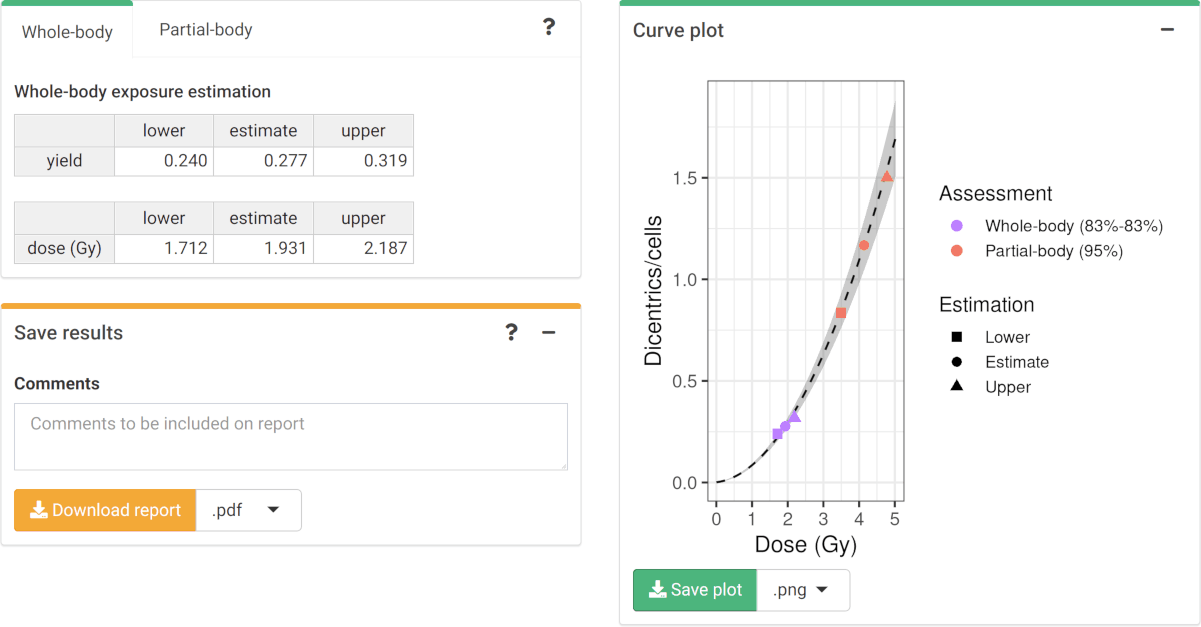 Whole-body Partial-body ?
Whole-body exposure estimation
lower estimate upper
yield 0.240 0.277 0.319
lower estimate upper
dose (Gy) 1.712 1.931 2.187
Save results ?
Comments
Comments to be included on report
Download report .pdf
Curve plot
1.5
1.0
0.5
0.0
Dicentrics/cells
0 1 2 3 4 5
Dose (Gy)
Assessment
Whole-body (83%-83%)
Partial-body (95%)
Estimation
Lower
Estimate
Upper
Save plot .png